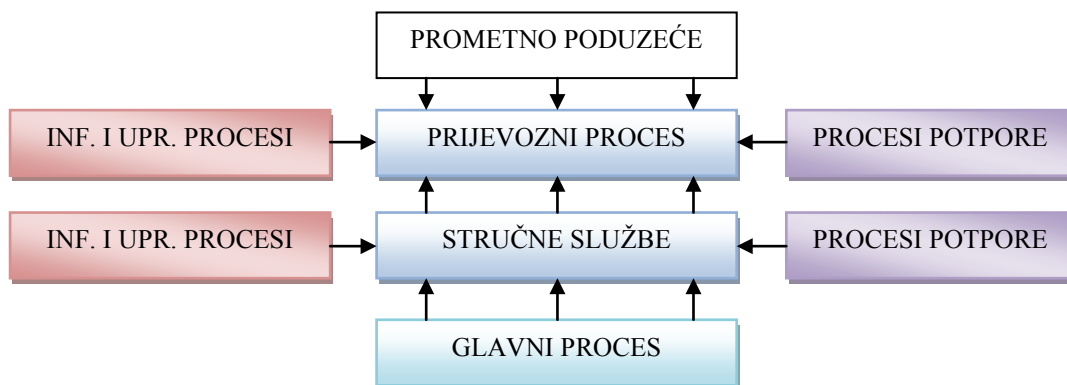 PROMETNO PODUZEĆE
INF. I UPR. PROCESI
PRIJEVOZNI PROCES
PROCESI POTPORE
INF. I UPR. PROCESI
STRUČNE SLUŽBE
PROCESI POTPORE
GLAVNI PROCES